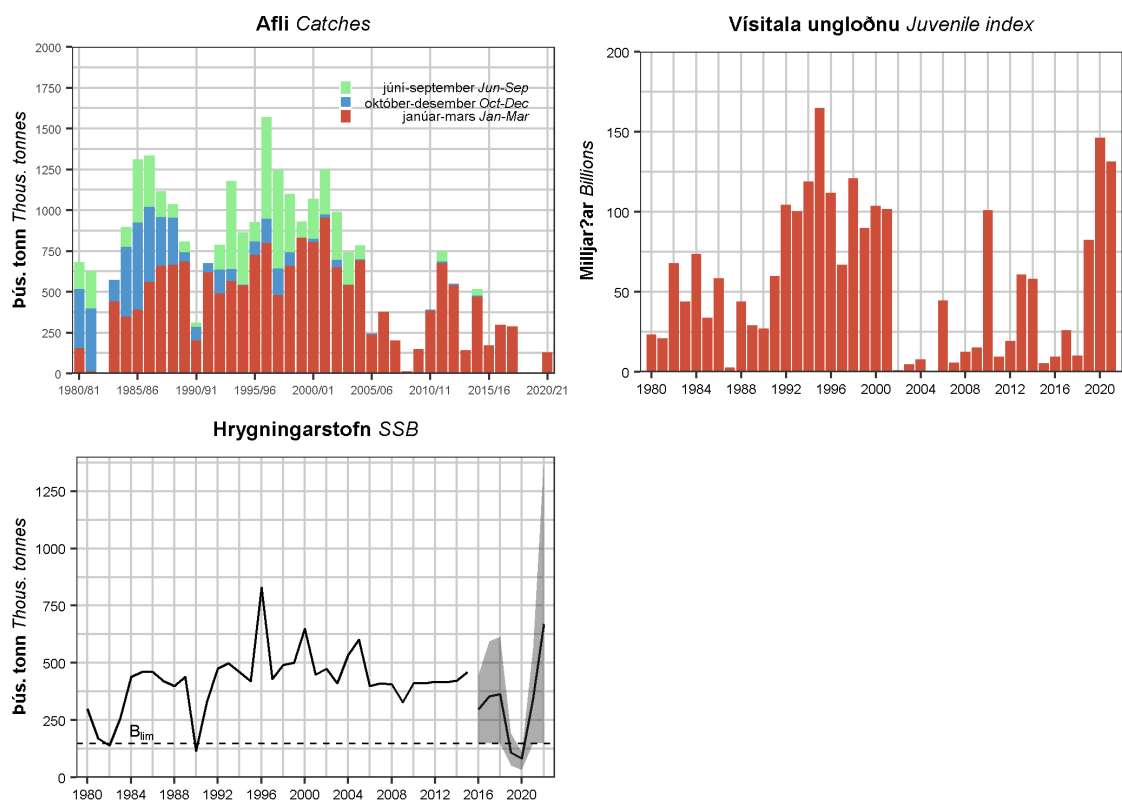 Afli Catches
Þús. tonn Thous. tonnes
2000
1750
1500
1250
1000
750
500
250
0
júní-september Jun-Sep
október-desember Oct-Dec
janúar-mars Jan-Mar
1980/81 1985/86 1990/91 1995/96 2000/01 2005/06 2010/11 2015/16 2020/21
Vísitala ungloðnu Juvenile index
Milljar?ar Billions
200
150
100
50
0
1980 1984 1988 1992 1996 2000 2004 2008 2012 2016 2020
Hrygningarstofn SSB
Þús. tonn Thous. tonnes
1250
1000
750
500
250
0
Blim
1980 1984 1988 1992 1996 2000 2004 2008 2012 2016 2020